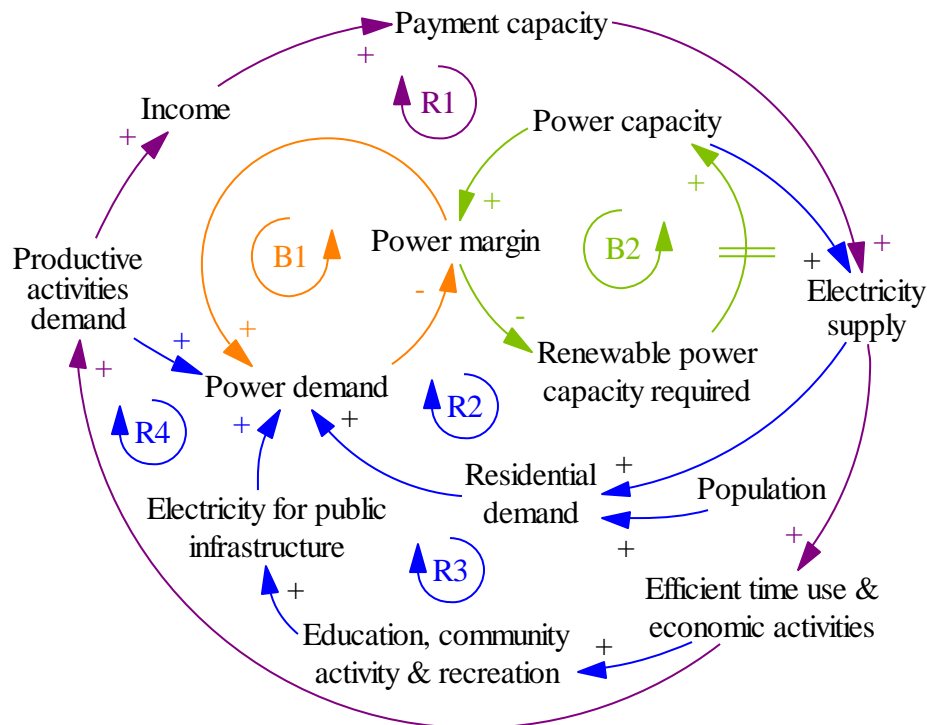 Payment capacity
+
R1
Income
+
Power capacity
+
+
B1
Power margin
B2
+
+
Productive
activities
demand
Electricity
supply
-
-
+
+
+
Power demand
Renewable power
capacity required
R2
R4
+
+
Residential
demand
+
Population
+
Electricity for public
infrastructure
R3
+
+
Efficient time use &
economic activities
Education, community
activity & recreation
+